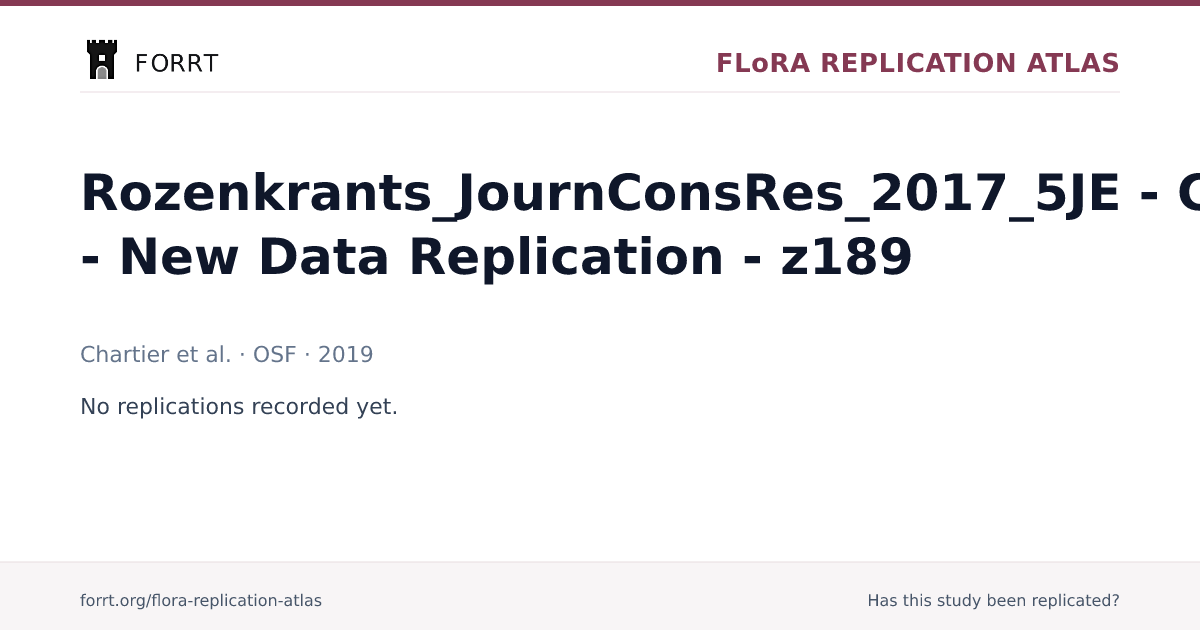 FORRT
FLoRA REPLICATION ATLAS
Rozenkrants_JournConsRes_2017_5JE -
- New Data Replication - z189
Chartier et al. · OSF · 2019
No replications recorded yet.
forrt.org/flora-replication-atlas
Has this study been replicated?